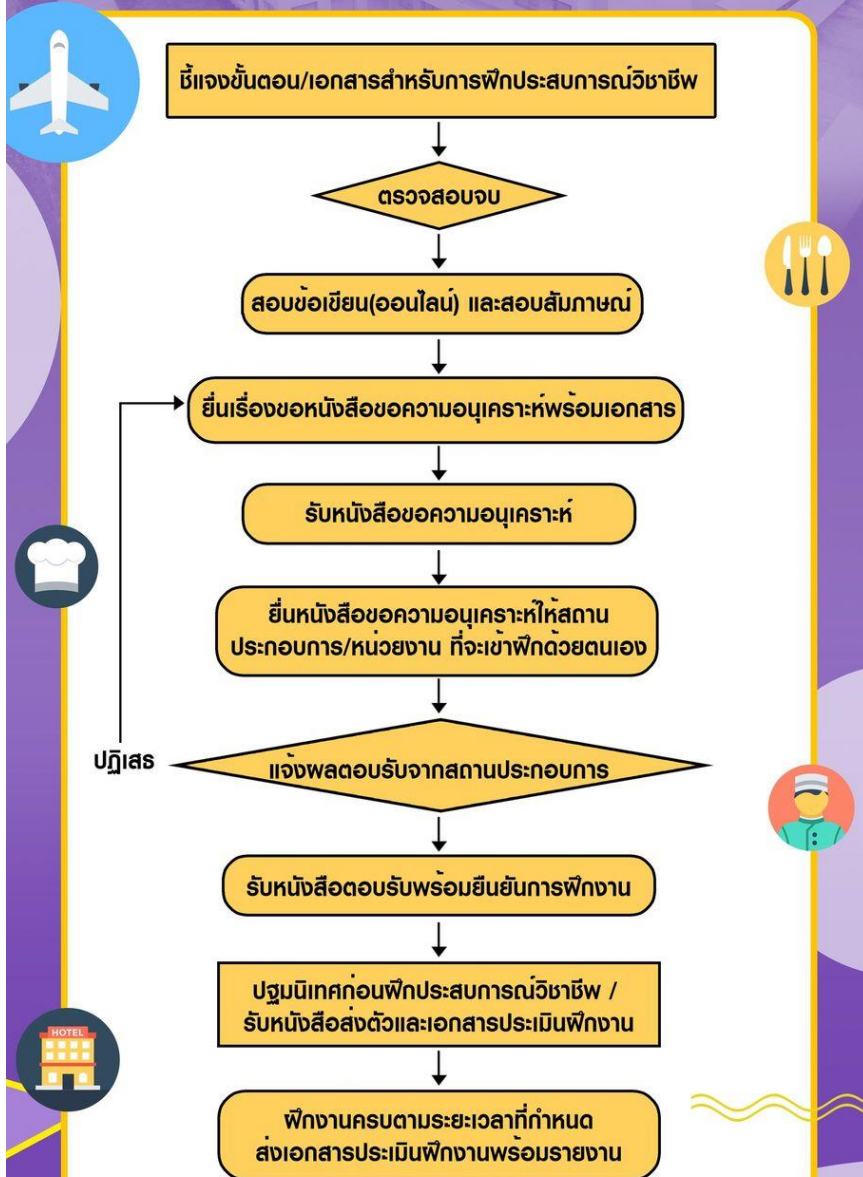 ชี้แจงขั้นตอน/เอกสารสำหรับการฝึกประสบการณ์วิชาชีพ
ตรวจสอบจบ
สอบข้อเขียน(ออนไลน์) และสอบสัมภาษณ์
ยื่นเรื่องขอหนังสือขอความอนุเคราะห์พร้อมเอกสาร
รับหนังสือขอความอนุเคราะห์
ยื่นหนังสือขอความอนุเคราะห์ให้สถาน
ประกอบการ/หน่วยงาน ที่จะเข้าฝึกด้วยตนเอง
ปฏิเสธ
แจ้งผลตอบรับจากสถานประกอบการ
รับหนังสือตอบรับพร้อมยืนยันการฝึกงาน
ปฐมนิเทศก่อนฝึกประสบการณ์วิชาชีพ /
รับหนังสือส่งตัวและเอกสารประเมินฝึกงาน
HOTEL
ฝึกงานครบตามระยะเวลาที่กำหนด
ส่งเอกสารประเมินฝึกงานพร้อมรายงาน